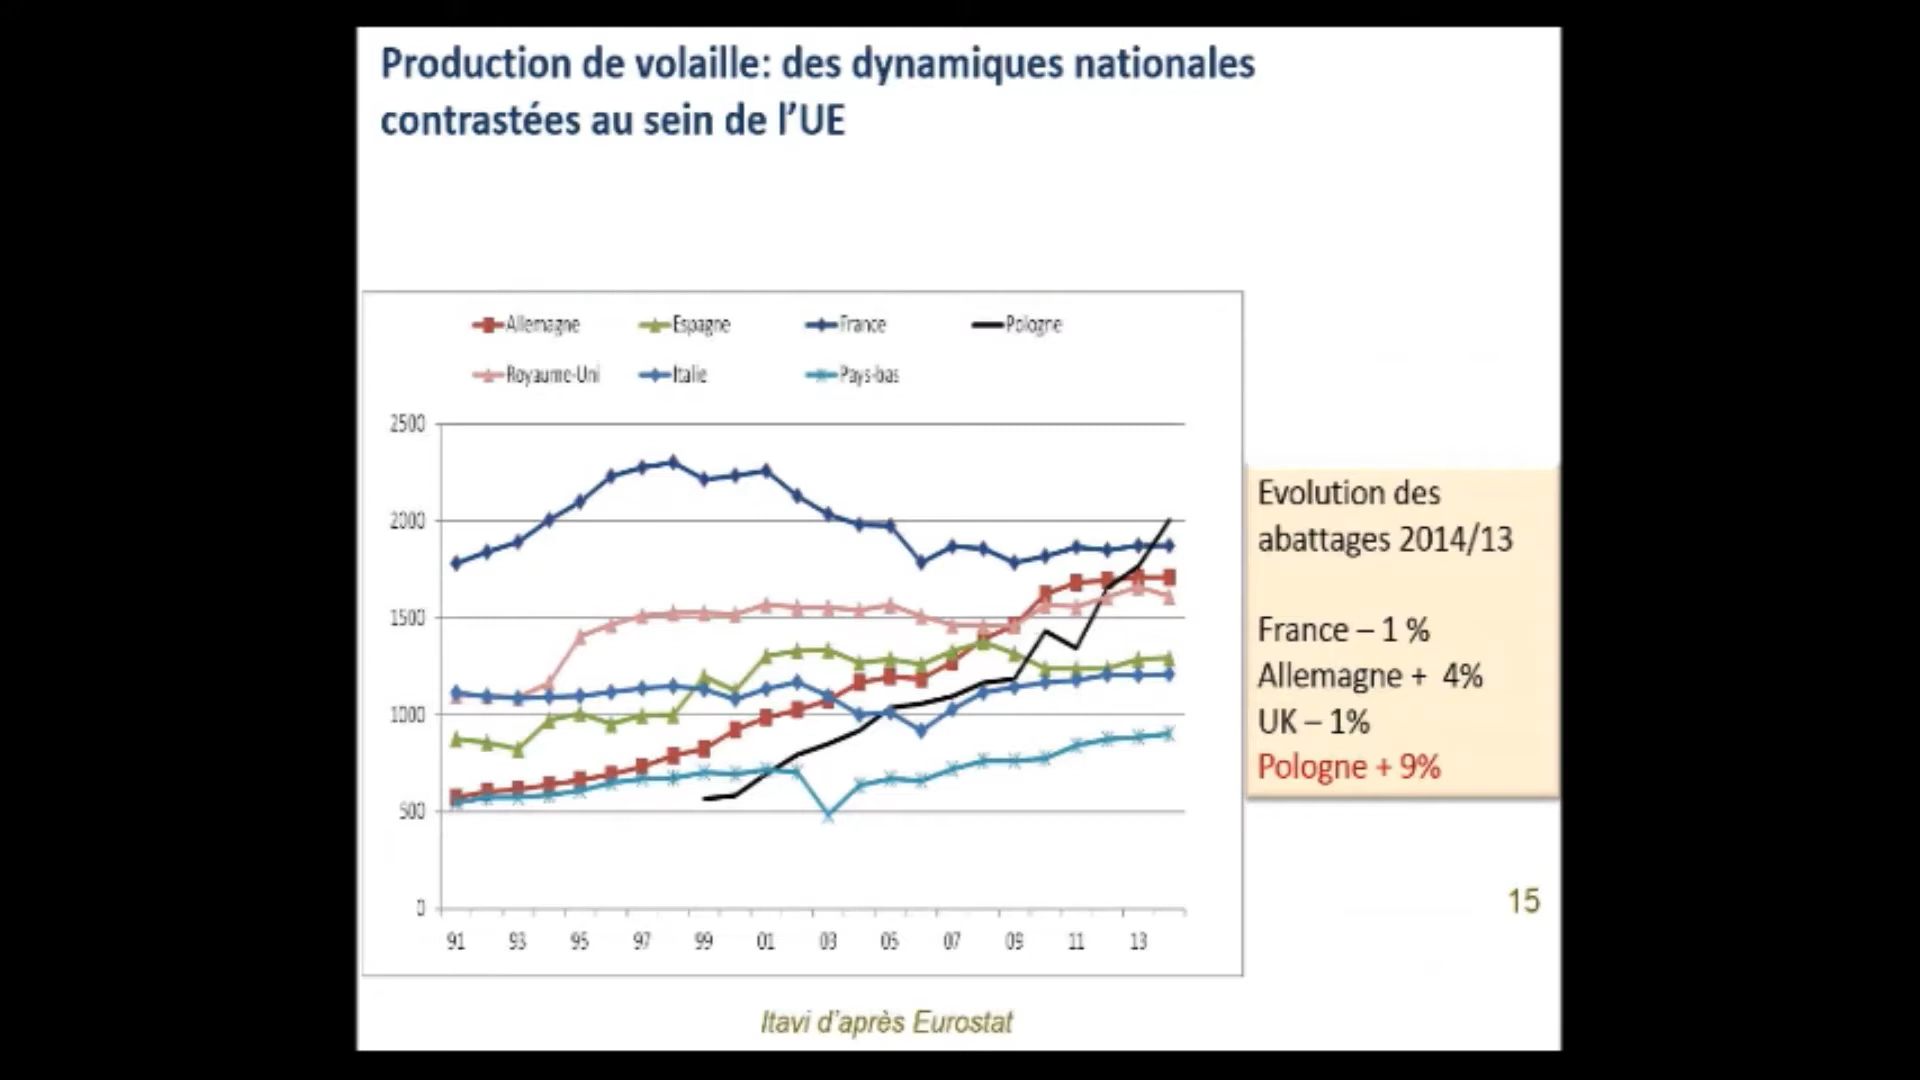 Production de volaille: des dynamiques nationales
contrastées au sein de l'UE
Allemagne
Espagne
France
Pologne
Royaume-Uni
Italie
Pays-bas
2500
2000
1500
1000
500
0
91 93 95 97 99 01 03 05 07 09 11 13
Evolution des
abattages 2014/13
France – 1 %
Allemagne + 4%
UK – 1%
Pologne + 9%
15
Itavi d'après Eurostat